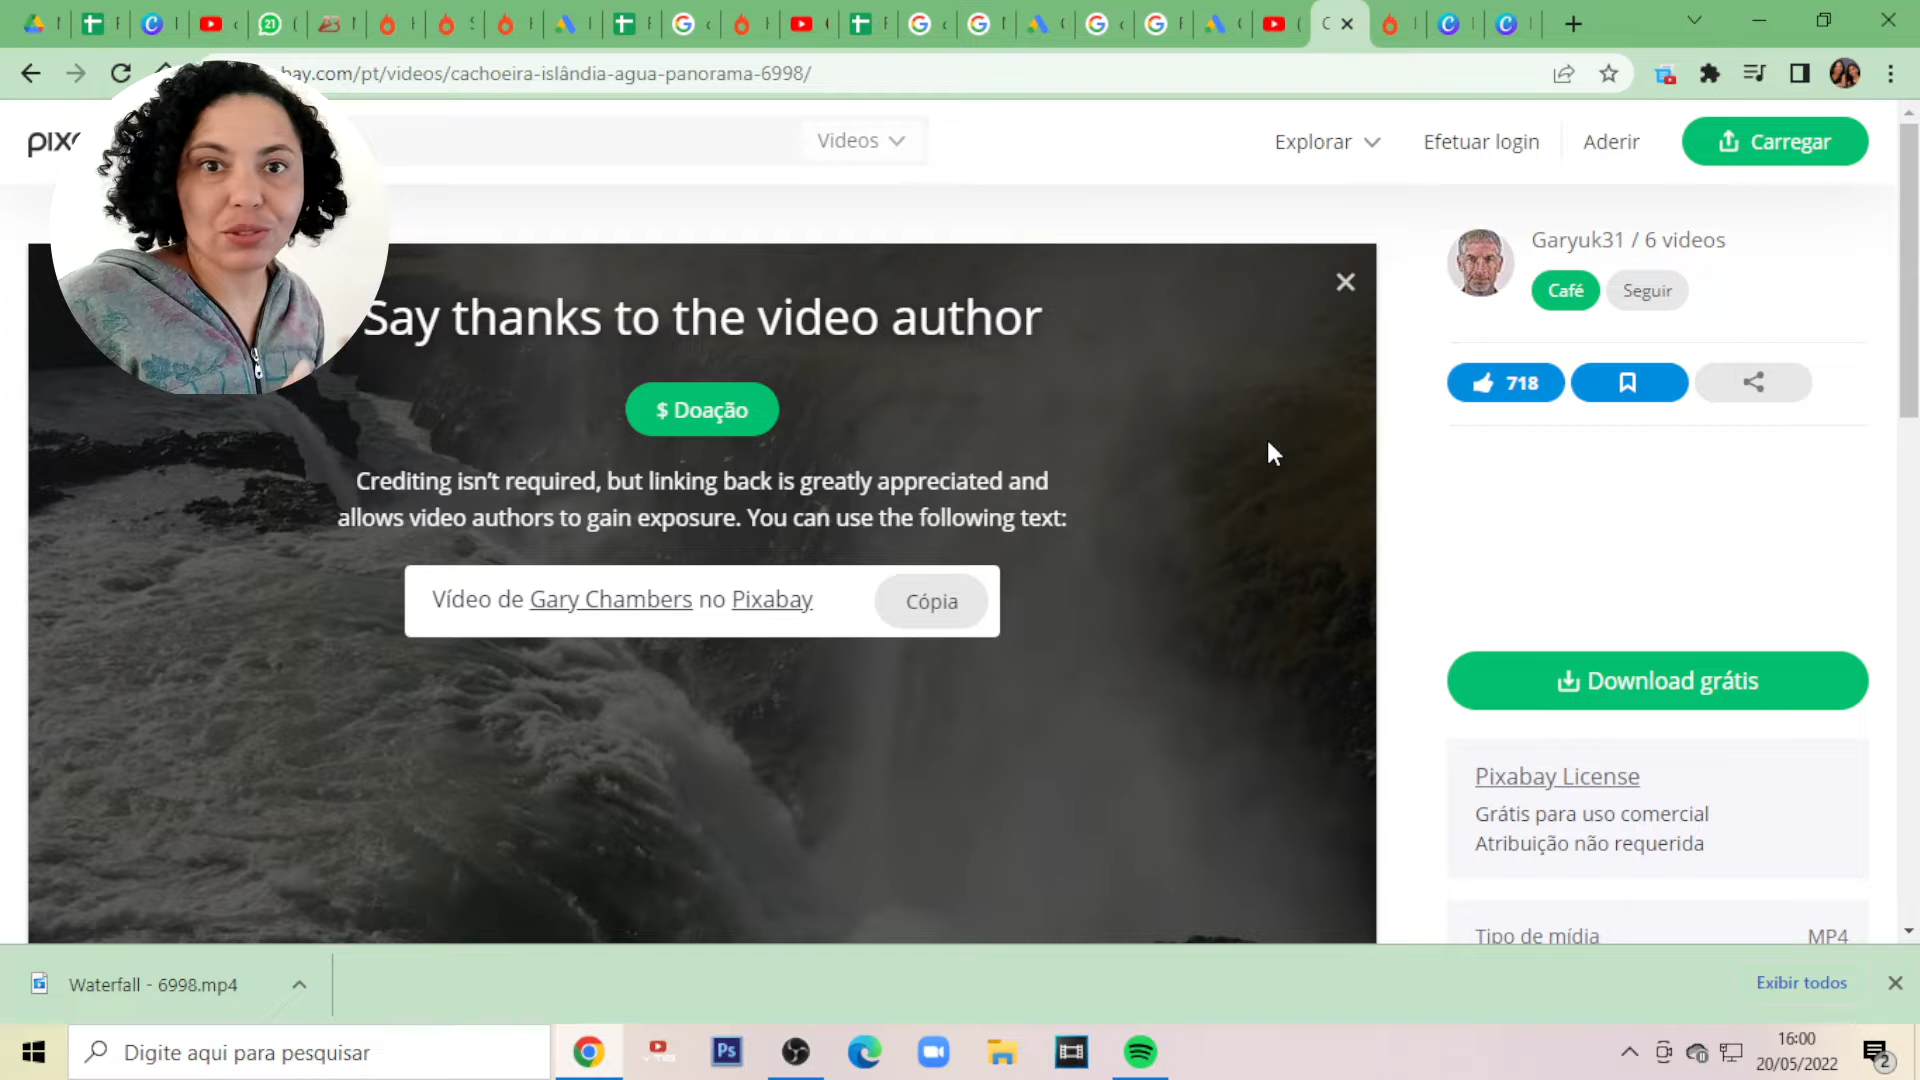 bay.com/pt/videos/cachoeira-islândia-agua-panorama-6998/
Videos
Explorar
Efetuar login
Aderir
Carregar
Garyuk31 / 6 videos
Café
Seguir
718
Say thanks to the video author
$ Doação
Crediting isn't required, but linking back is greatly appreciated and
allows video authors to gain exposure. You can use the following text:
Vídeo de Gary Chambers no Pixabay
Cópia
Download grátis
Pixabay License
Grátis para uso comercial
Atribuição não requerida
Tipo de mídia
MP4
Waterfall - 6998.mp4
Exibir todos
Digite aqui para pesquisar
Ps
16:00
20/05/2022
2